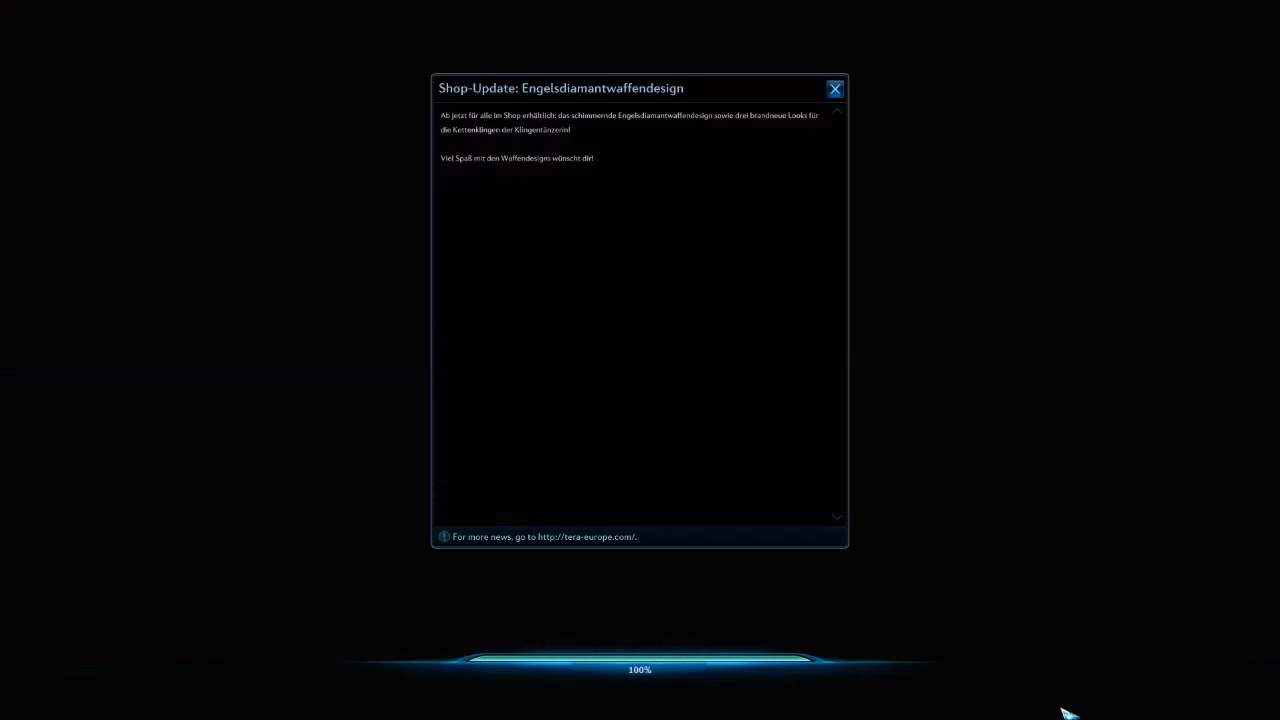 Shop-Update: Engelsdiamantwaffendesign
Ab jetzt für alle im Shop erhältlich: das schimmernde Engelsdiamantwaffendesign sowie drei brandneue Looks für
die Kettenklingen der Klingentänzerin!
Viel Spaß mit den Waffendesigns wünscht dir!
For more news, go to http://tera-europe.com/.
100%